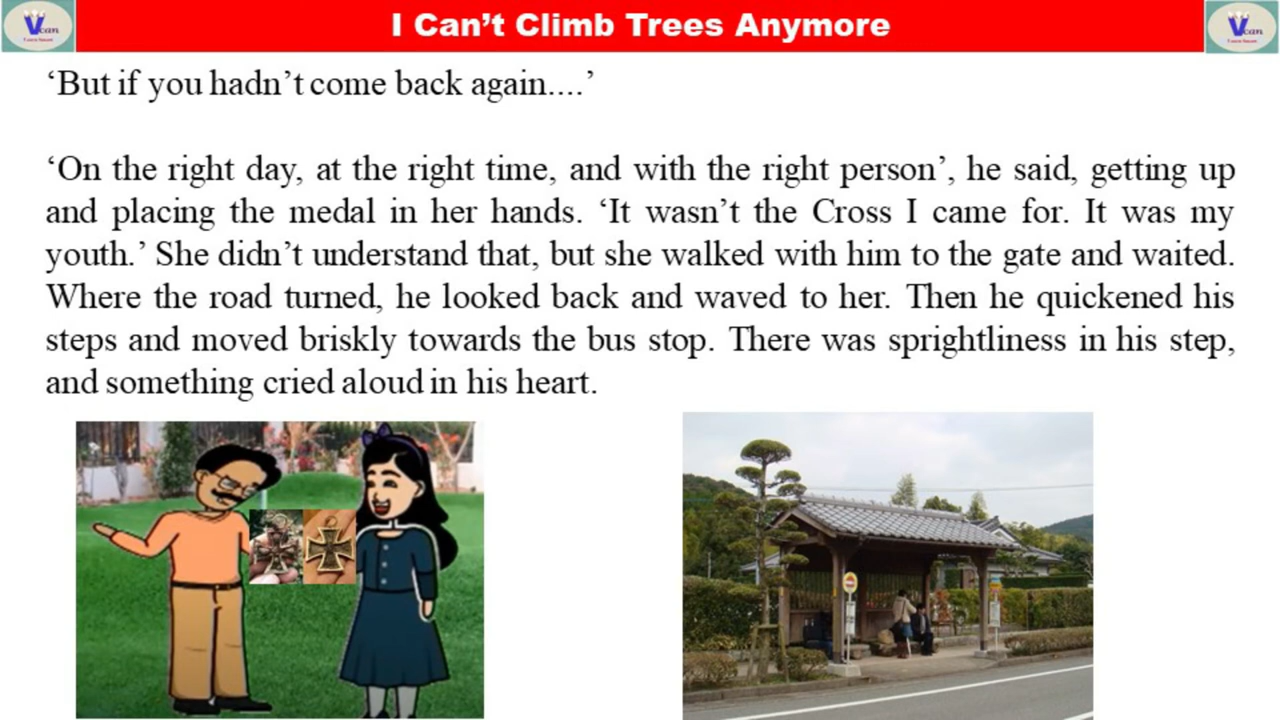 Vcan
I Can’t Climb Trees Anymore
Vcan
‘But if you hadn’t come back again....’
‘On the right day, at the right time, and with the right person’, he said, getting up
and placing the medal in her hands. ‘It wasn’t the Cross I came for. It was my
youth.’ She didn’t understand that, but she walked with him to the gate and waited.
Where the road turned, he looked back and waved to her. Then he quickened his
steps and moved briskly towards the bus stop. There was sprightliness in his step,
and something cried aloud in his heart.